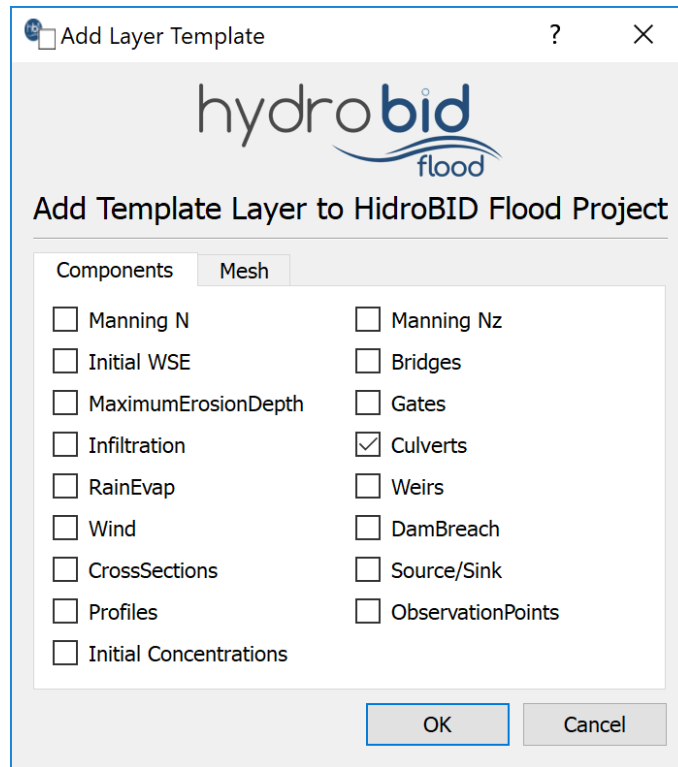 Add Layer Template ?
hydrobid
flood
Add Template Layer to HidroBID Flood Project
Components Mesh
Manning N Manning Nz
Initial WSE Bridges
MaximumErosionDepth Gates
Infiltration Culverts
RainEvap Weirs
Wind DamBreach
CrossSections Source/Sink
Profiles ObservationPoints
Initial Concentrations
OK Cancel